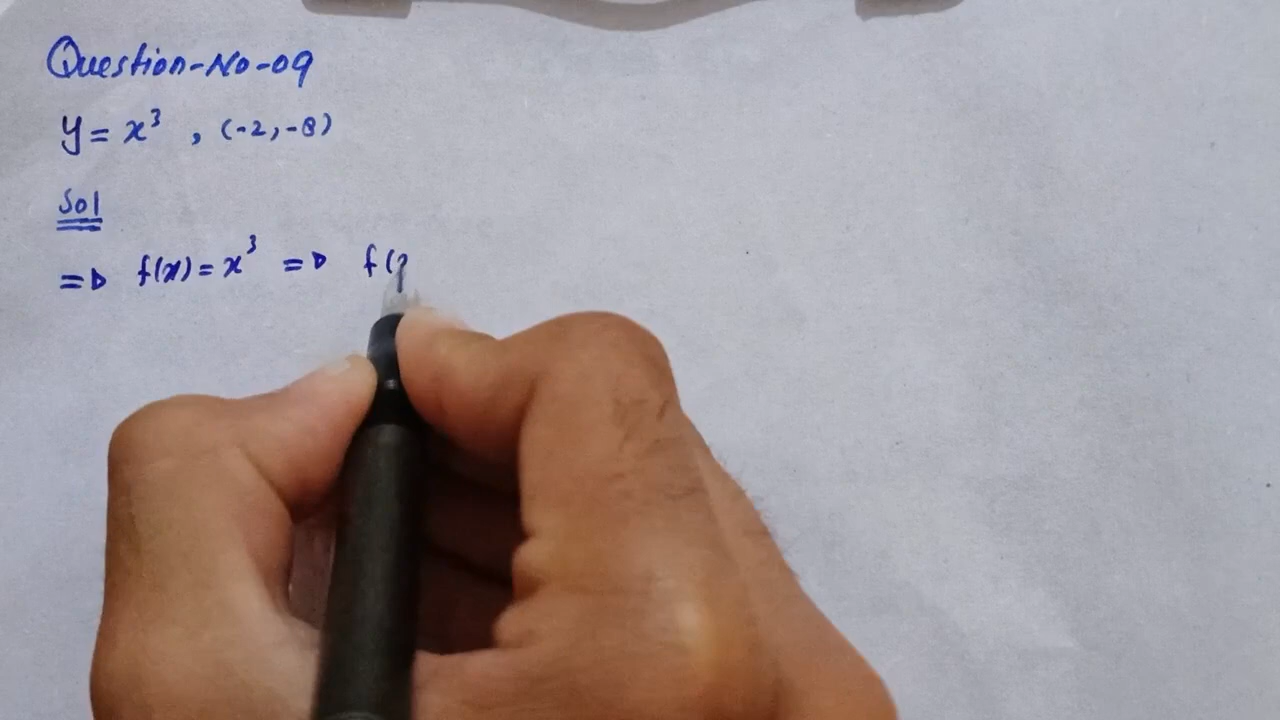 Question-No-09
y = x³ , (-2,-8)
Sol
⇒ f(x) = x³ ⇒ f(